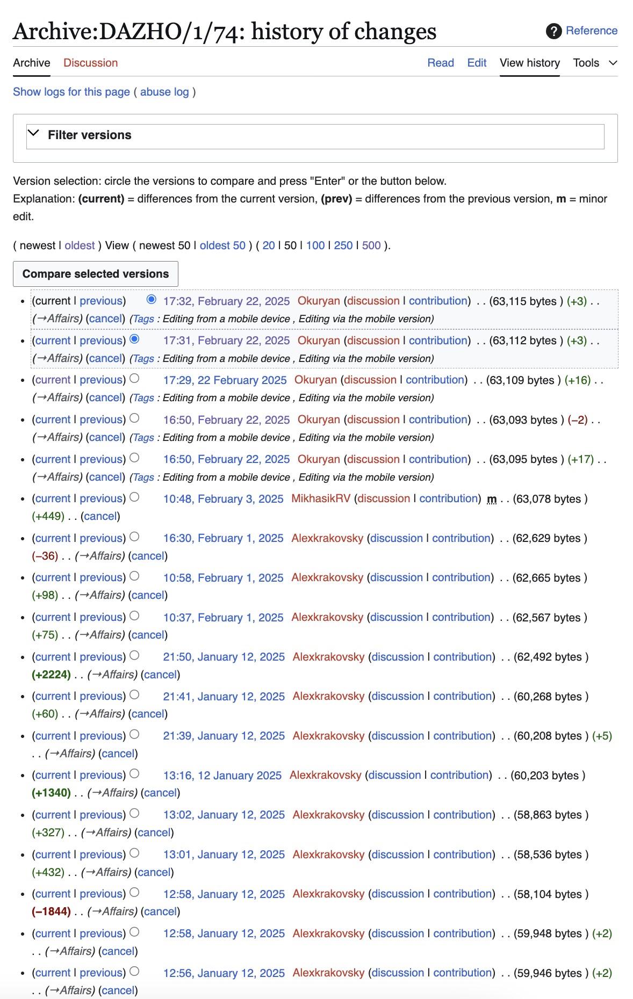 Archive:DAZHO/1/74: history of changes
? Reference
Archive Discussion Read Edit View history Tools
Show logs for this page ( abuse log )
Filter versions
Version selection: circle the versions to compare and press "Enter" or the button below.
Explanation: (current) = differences from the current version, (prev) = differences from the previous version, m = minor
edit.
( newest | oldest ) View ( newest 50 | oldest 50 ) ( 20 | 50 | 100 | 250 | 500 ).
Compare selected versions
• (current | previous) 17:32, February 22, 2025 Okuryan (discussion | contribution) . . (63,115 bytes ) (+3) . .
(→Affairs) (cancel) (Tags : Editing from a mobile device , Editing via the mobile version)
• (current | previous) 17:31, February 22, 2025 Okuryan (discussion | contribution) . . (63,112 bytes ) (+3) . .
(→Affairs) (cancel) (Tags : Editing from a mobile device , Editing via the mobile version)
• (current | previous) 17:29, 22 February 2025 Okuryan (discussion | contribution) . . (63,109 bytes ) (+16) . .
(→Affairs) (cancel) (Tags : Editing from a mobile device , Editing via the mobile version)
• (current | previous) 16:50, February 22, 2025 Okuryan (discussion | contribution) . . (63,093 bytes ) (−2) . .
(→Affairs) (cancel) (Tags : Editing from a mobile device , Editing via the mobile version)
• (current | previous) 16:50, February 22, 2025 Okuryan (discussion | contribution) . . (63,095 bytes ) (+17) . .
(→Affairs) (cancel) (Tags : Editing from a mobile device , Editing via the mobile version)
• (current | previous) 10:48, February 3, 2025 MikhasikRV (discussion | contribution) m . . (63,078 bytes )
(+449) . . (cancel)
• (current | previous) 16:30, February 1, 2025 Alexkrakovsky (discussion | contribution) . . (62,629 bytes )
(−36) . . (→Affairs) (cancel)
• (current | previous) 10:58, February 1, 2025 Alexkrakovsky (discussion | contribution) . . (62,665 bytes )
(+98) . . (→Affairs) (cancel)
• (current | previous) 10:37, February 1, 2025 Alexkrakovsky (discussion | contribution) . . (62,567 bytes )
(+75) . . (→Affairs) (cancel)
• (current | previous) 21:50, January 12, 2025 Alexkrakovsky (discussion | contribution) . . (62,492 bytes )
(+2224) . . (→Affairs) (cancel)
• (current | previous) 21:41, January 12, 2025 Alexkrakovsky (discussion | contribution) . . (60,268 bytes )
(+60) . . (→Affairs) (cancel)
• (current | previous) 21:39, January 12, 2025 Alexkrakovsky (discussion | contribution) . . (60,208 bytes ) (+5)
. . (→Affairs) (cancel)
• (current | previous) 13:16, 12 January 2025 Alexkrakovsky (discussion | contribution) . . (60,203 bytes )
(+1340) . . (→Affairs) (cancel)
• (current | previous) 13:02, January 12, 2025 Alexkrakovsky (discussion | contribution) . . (58,863 bytes )
(+327) . . (→Affairs) (cancel)
• (current | previous) 13:01, January 12, 2025 Alexkrakovsky (discussion | contribution) . . (58,536 bytes )
(+432) . . (→Affairs) (cancel)
• (current | previous) 12:58, January 12, 2025 Alexkrakovsky (discussion | contribution) . . (58,104 bytes )
(−1844) . . (→Affairs) (cancel)
• (current | previous) 12:58, January 12, 2025 Alexkrakovsky (discussion | contribution) . . (59,948 bytes ) (+2)
. . (→Affairs) (cancel)
• (current | previous) 12:56, January 12, 2025 Alexkrakovsky (discussion | contribution) . . (59,946 bytes ) (+2)
. . (→Affairs) (cancel)